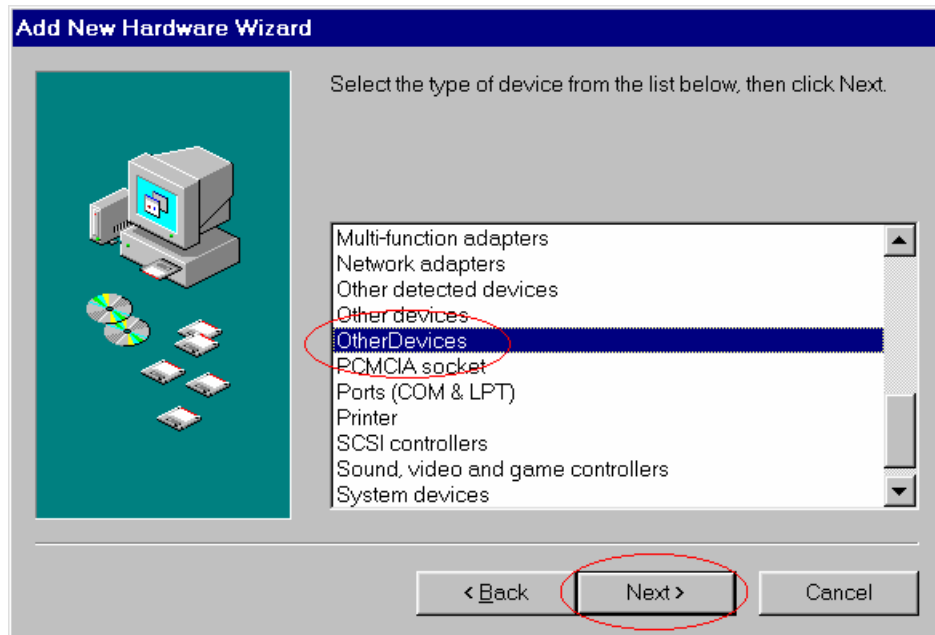 Add New Hardware Wizard
Select the type of device from the list below, then click Next.
Multi-function adapters
Network adapters
Other detected devices
Other devices
OtherDevices
PCMCIA socket
Ports (COM & LPT)
Printer
SCSI controllers
Sound, video and game controllers
System devices
< Back Next > Cancel